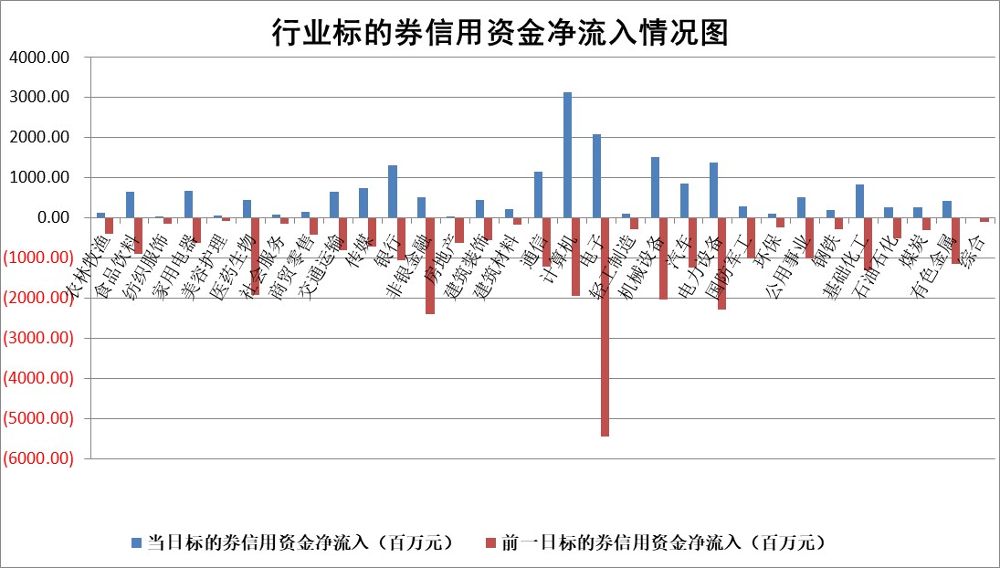 行业标的券信用资金净流入情况图
4000.00
3000.00
2000.00
1000.00
0.00
(1000.00)
(2000.00)
(3000.00)
(4000.00)
(5000.00)
(6000.00)
农林牧渔
食品饮料
纺织服饰
家用电器
美容护理
医药生物
社会服务
商贸零售
交通运输
传媒
银行
非银金融
房地产
建筑装饰
建筑材料
通信
计算机
电子
轻工制造
机械设备
汽车
电力设备
国防军工
环保
公用事业
钢铁
基础化工
石油石化
煤炭
有色金属
综合
当日标的券信用资金净流入（百万元）
前一日标的券信用资金净流入（百万元）